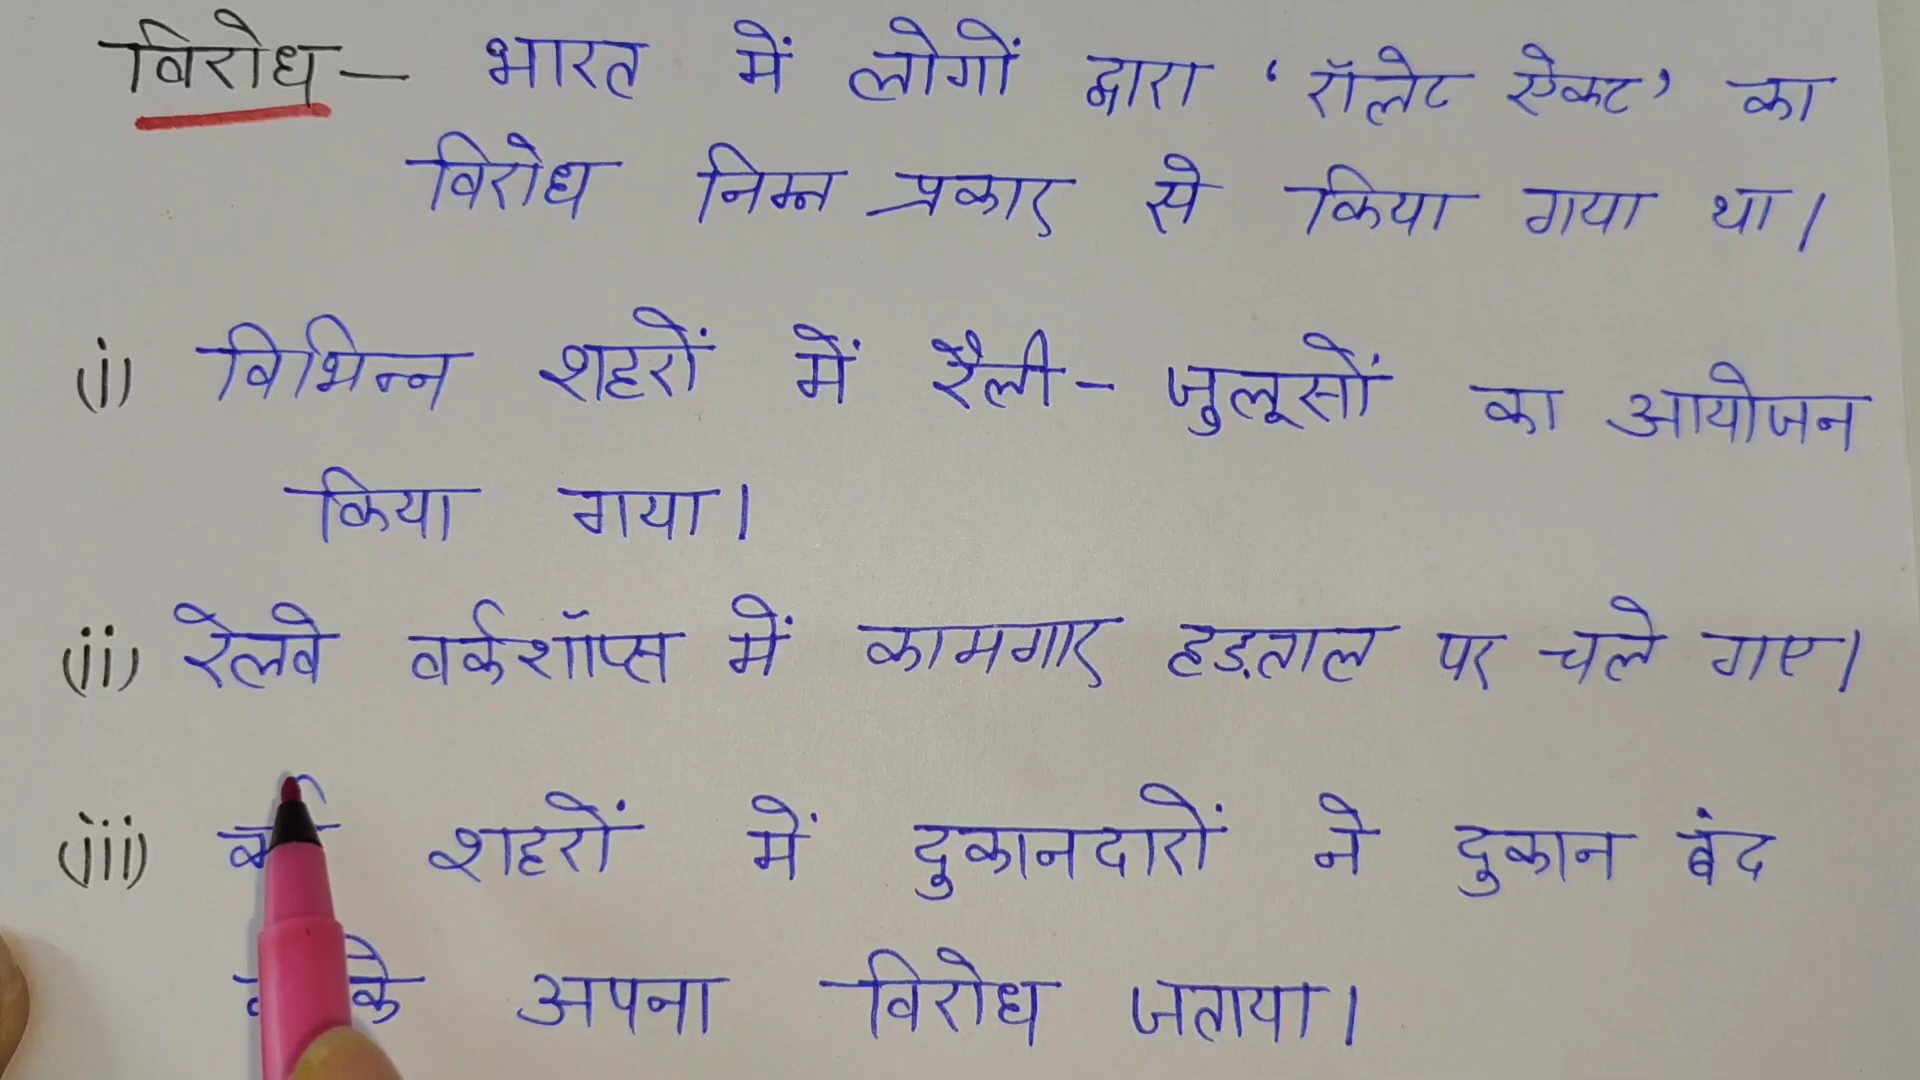 विरोध — भारत में लोगों द्वारा ‘रॉलेट ऐक्ट’ का
विरोध निम्न प्रकार से किया गया था।
(i) विभिन्न शहरों में रैली - जुलूसों का आयोजन
किया गया।
(ii) रेलवे वर्कशॉप्स में कामगार हड़ताल पर चले गए।
(iii) शहरों में दुकानदारों ने दुकान बंद
अपना विरोध जताया।